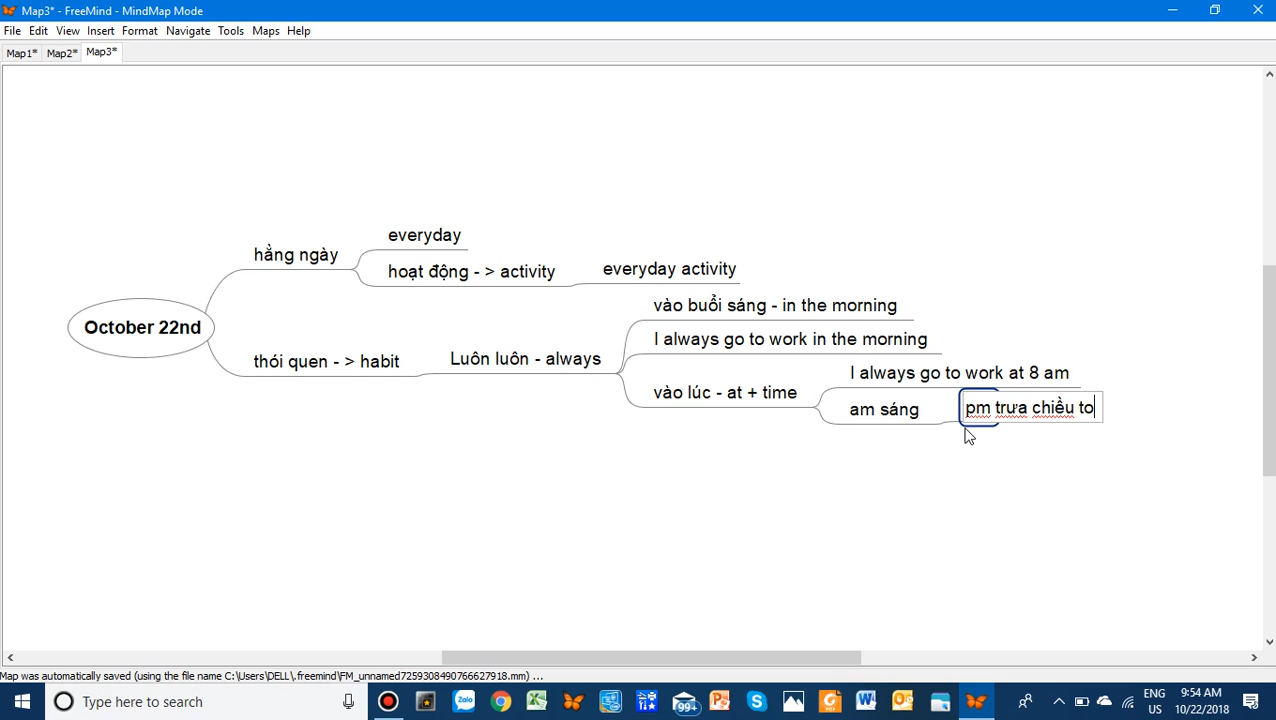 Map3* - FreeMind - MindMap Mode
File Edit View Insert Format Navigate Tools Maps Help
Map1* Map2* Map3*
October 22nd
hằng ngày
everyday
hoạt động - > activity
everyday activity
thói quen - > habit
Luôn luôn - always
vào buổi sáng - in the morning
I always go to work in the morning
vào lúc - at + time
I always go to work at 8 am
am sáng
pm trưa chiều to
Map was automatically saved (using the file name C:\Users\DELL\.freemind\FM_unnamed7259308490766627918.mm) ...
Type here to search
Zalo
99+
ENG
US
9:54 AM
10/22/2018